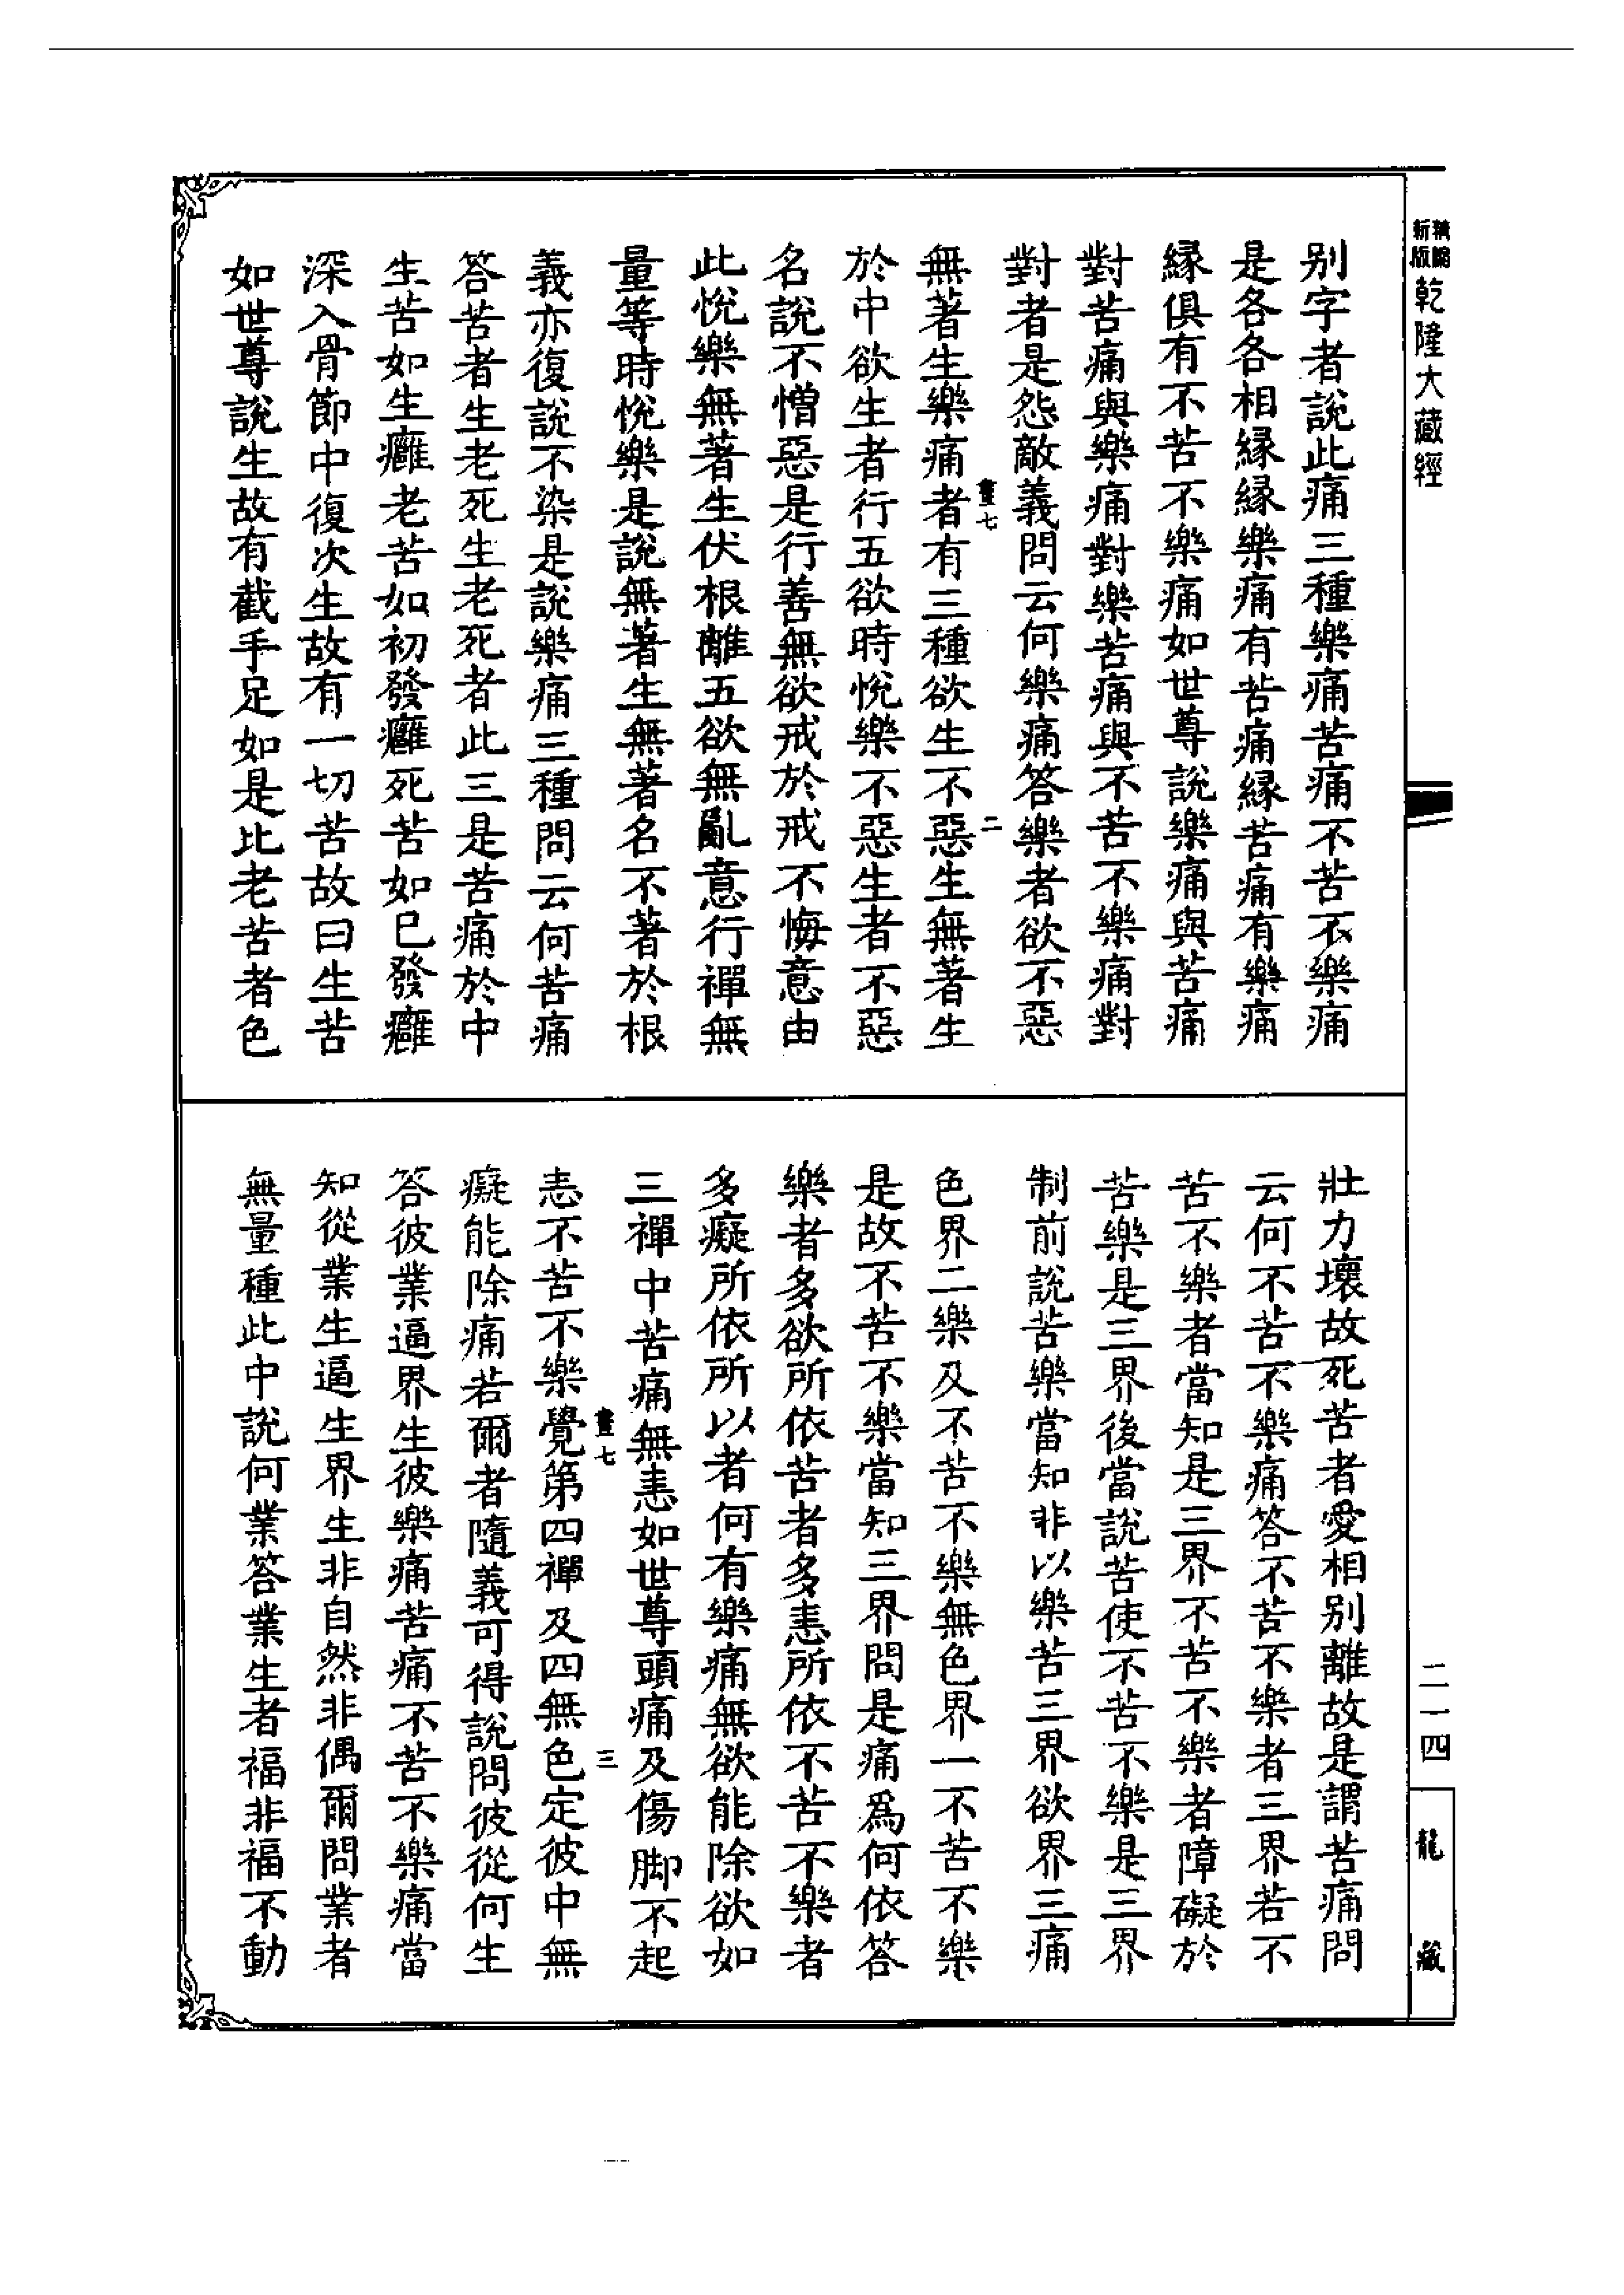 新版精縮
乾隆大藏經
别字者說此痛三種樂痛苦痛不苦不樂痛
是各各相緣緣樂痛有苦痛緣苦痛有樂痛
緣俱有不苦不樂痛如世尊說樂痛與苦痛
對苦痛與樂痛對樂苦痛與不苦不樂痛對
對者是怨敵義問云何樂痛答樂者欲不惡
無著生樂痛者有三種欲生不惡生無著生
畫七
二
於中欲生者行五欲時悅樂不惡生者不惡
名說不憎惡是行善無欲戒於戒不悔意由
此悅樂無著生伏根離五欲無亂意行禪無
量等時悅樂是說無著生無著名不著於根
義亦復說不染是說樂痛三種問云何苦痛
答苦者生老死生老死者此三是苦痛於中
生苦如生癰老苦如初發癰死苦如已發癰
深入骨節中復次生故有一切苦故曰生苦
如世尊說生故有截手足如是比老苦者色
壯力壞故死苦者愛相别離故是謂苦痛問
云何不苦不樂痛答不苦不樂者三界若不
苦不樂者當知是三界不苦不樂者障礙於
苦樂是三界後當說苦使不苦不樂是三界
制前說苦樂當知非以樂苦三界欲界三痛
色界二樂及不苦不樂無色界一不苦不樂
是故不苦不樂當知三界問是痛爲何依答
樂者多欲所依苦者多恚所依不苦不樂者
多癡所依所以者何有樂痛無欲能除欲如
三禪中苦痛無恚如世尊頭痛及傷脚不起
畫七
三
恚不苦不樂覺第四禪及四無色定彼中無
癡能除痛若爾者隨義可得說問彼從何生
答彼業逼界生彼樂痛苦痛不苦不樂痛當
知從業生逼生界生非自然非偶爾問業者
無量種此中說何業答業生者福非福不動
二一四
龍藏